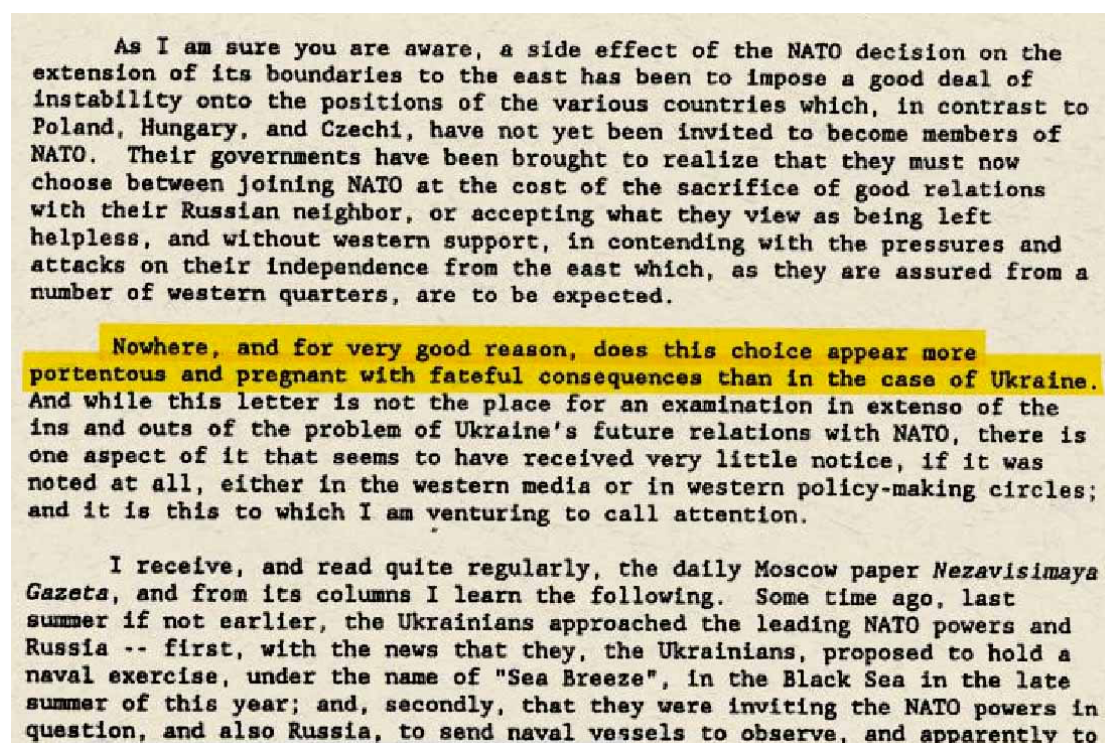 As I am sure you are aware, a side effect of the NATO decision on the
extension of its boundaries to the east has been to impose a good deal of
instability onto the positions of the various countries which, in contrast to
Poland, Hungary, and Czechi, have not yet been invited to become members of
NATO.  Their governments have been brought to realize that they must now
choose between joining NATO at the cost of the sacrifice of good relations
with their Russian neighbor, or accepting what they view as being left
helpless, and without western support, in contending with the pressures and
attacks on their independence from the east which, as they are assured from a
number of western quarters, are to be expected.
Nowhere, and for very good reason, does this choice appear more
portentous and pregnant with fateful consequences than in the case of Ukraine.
And while this letter is not the place for an examination in extenso of the
ins and outs of the problem of Ukraine's future relations with NATO, there is
one aspect of it that seems to have received very little notice, if it was
noted at all, either in the western media or in western policy-making circles;
and it is this to which I am venturing to call attention.
I receive, and read quite regularly, the daily Moscow paper Nezavisimaya
Gazeta, and from its columns I learn the following.  Some time ago, last
summer if not earlier, the Ukrainians approached the leading NATO powers and
Russia -- first, with the news that they, the Ukrainians, proposed to hold a
naval exercise, under the name of "Sea Breeze", in the Black Sea in the late
summer of this year; and, secondly, that they were inviting the NATO powers in
question, and also Russia, to send naval vessels to observe, and apparently to